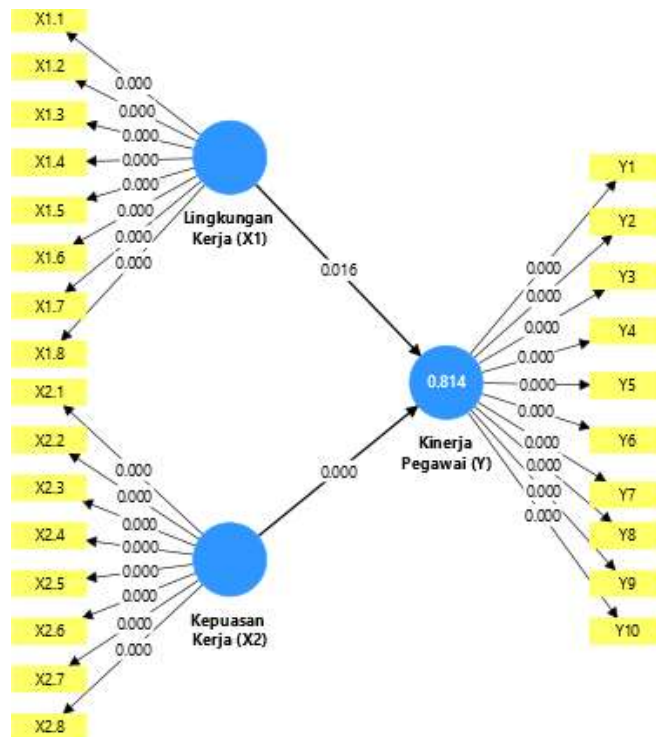 X1.1
X1.2
X1.3
X1.4
X1.5
X1.6
X1.7
X1.8
0.000
0.000
0.000
0.000
0.000
0.000
0.000
0.000
Lingkungan
Kerja (X1)
0.016
X2.1
X2.2
X2.3
X2.4
X2.5
X2.6
X2.7
X2.8
0.000
0.000
0.000
0.000
0.000
0.000
0.000
0.000
Kepuasan
Kerja (X2)
0.000
0.814
Kinerja
Pegawai (Y)
0.000
0.000
0.000
0.000
0.000
0.000
0.000
0.000
0.000
0.000
Y1
Y2
Y3
Y4
Y5
Y6
Y7
Y8
Y9
Y10